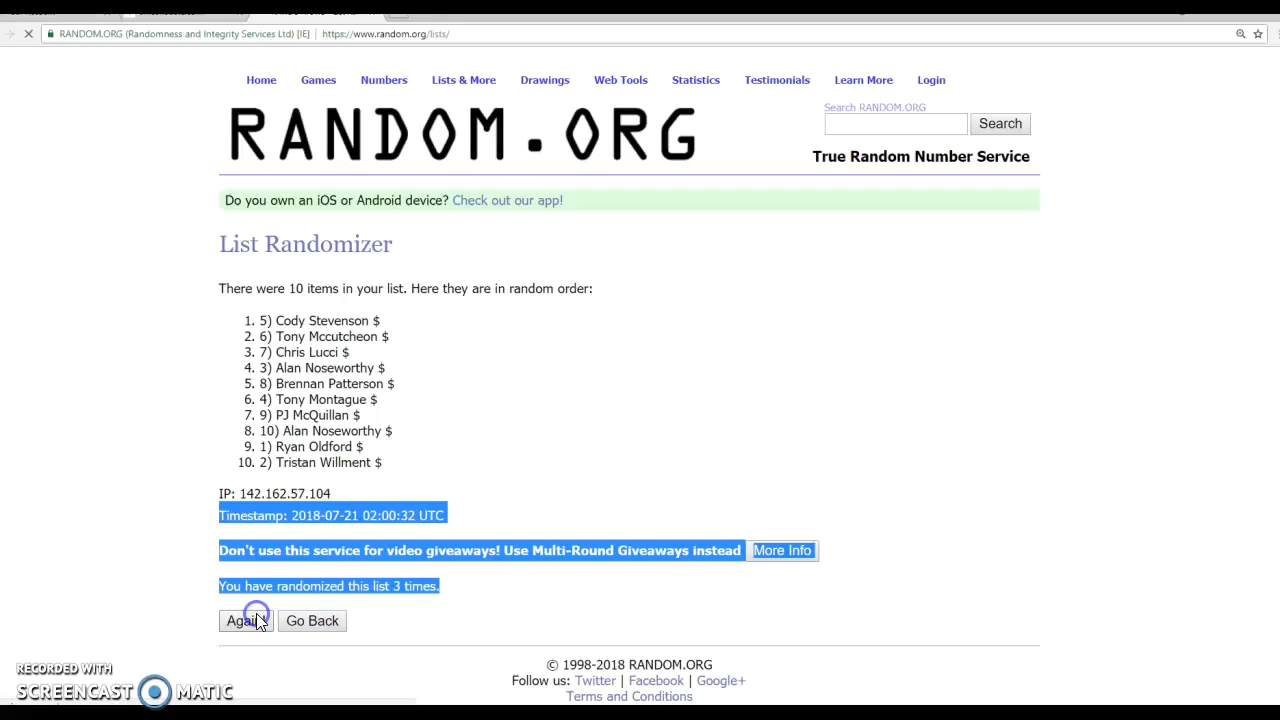 RANDOM.ORG (Randomness and Integrity Services Ltd) [IE] | https://www.random.org/lists/
Home Games Numbers Lists & More Drawings Web Tools Statistics Testimonials Learn More Login
RANDOM.ORG
Search RANDOM.ORG
Search
True Random Number Service
Do you own an iOS or Android device? Check out our app!
List Randomizer
There were 10 items in your list. Here they are in random order:
1. 5) Cody Stevenson $
2. 6) Tony Mccutcheon $
3. 7) Chris Lucci $
4. 3) Alan Noseworthy $
5. 8) Brennan Patterson $
6. 4) Tony Montague $
7. 9) PJ McQuillan $
8. 10) Alan Noseworthy $
9. 1) Ryan Oldford $
10. 2) Tristan Willment $
IP: 142.162.57.104
Timestamp: 2018-07-21 02:00:32 UTC
Don't use this service for video giveaways! Use Multi-Round Giveaways instead More Info
You have randomized this list 3 times.
Go Back
© 1998-2018 RANDOM.ORG
Follow us: Twitter | Facebook | Google+
Terms and Conditions
RECORDED WITH
SCREENCAST MATIC